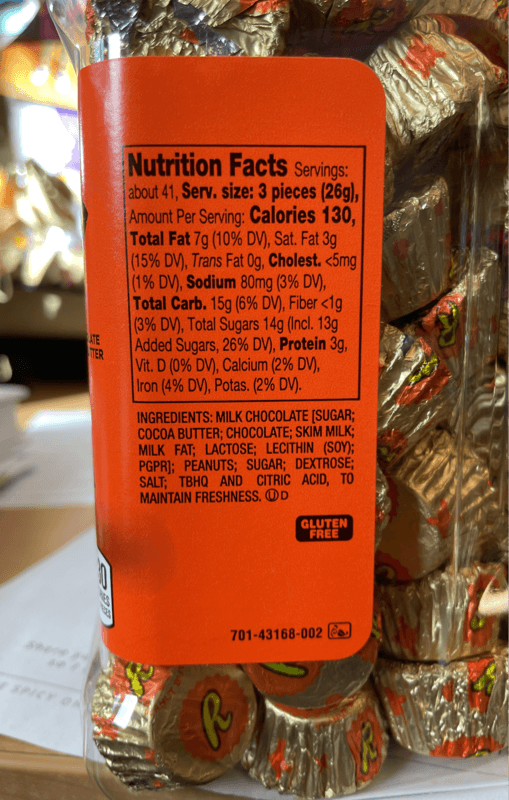 Nutrition Facts Servings:
about 41, Serv. size: 3 pieces (26g),
Amount Per Serving: Calories 130,
Total Fat 7g (10% DV), Sat. Fat 3g
(15% DV), Trans Fat 0g, Cholest. <5mg
(1% DV), Sodium 80mg (3% DV),
Total Carb. 15g (6% DV), Fiber <1g
(3% DV), Total Sugars 14g (Incl. 13g
Added Sugars, 26% DV), Protein 3g,
Vit. D (0% DV), Calcium (2% DV),
Iron (4% DV), Potas. (2% DV).
INGREDIENTS: MILK CHOCOLATE [SUGAR;
COCOA BUTTER; CHOCOLATE; SKIM MILK;
MILK FAT; LACTOSE; LECITHIN (SOY);
PGPR]; PEANUTS; SUGAR; DEXTROSE;
SALT; TBHQ AND CITRIC ACID, TO
MAINTAIN FRESHNESS. ⓊD
GLUTEN
FREE
701-43168-002